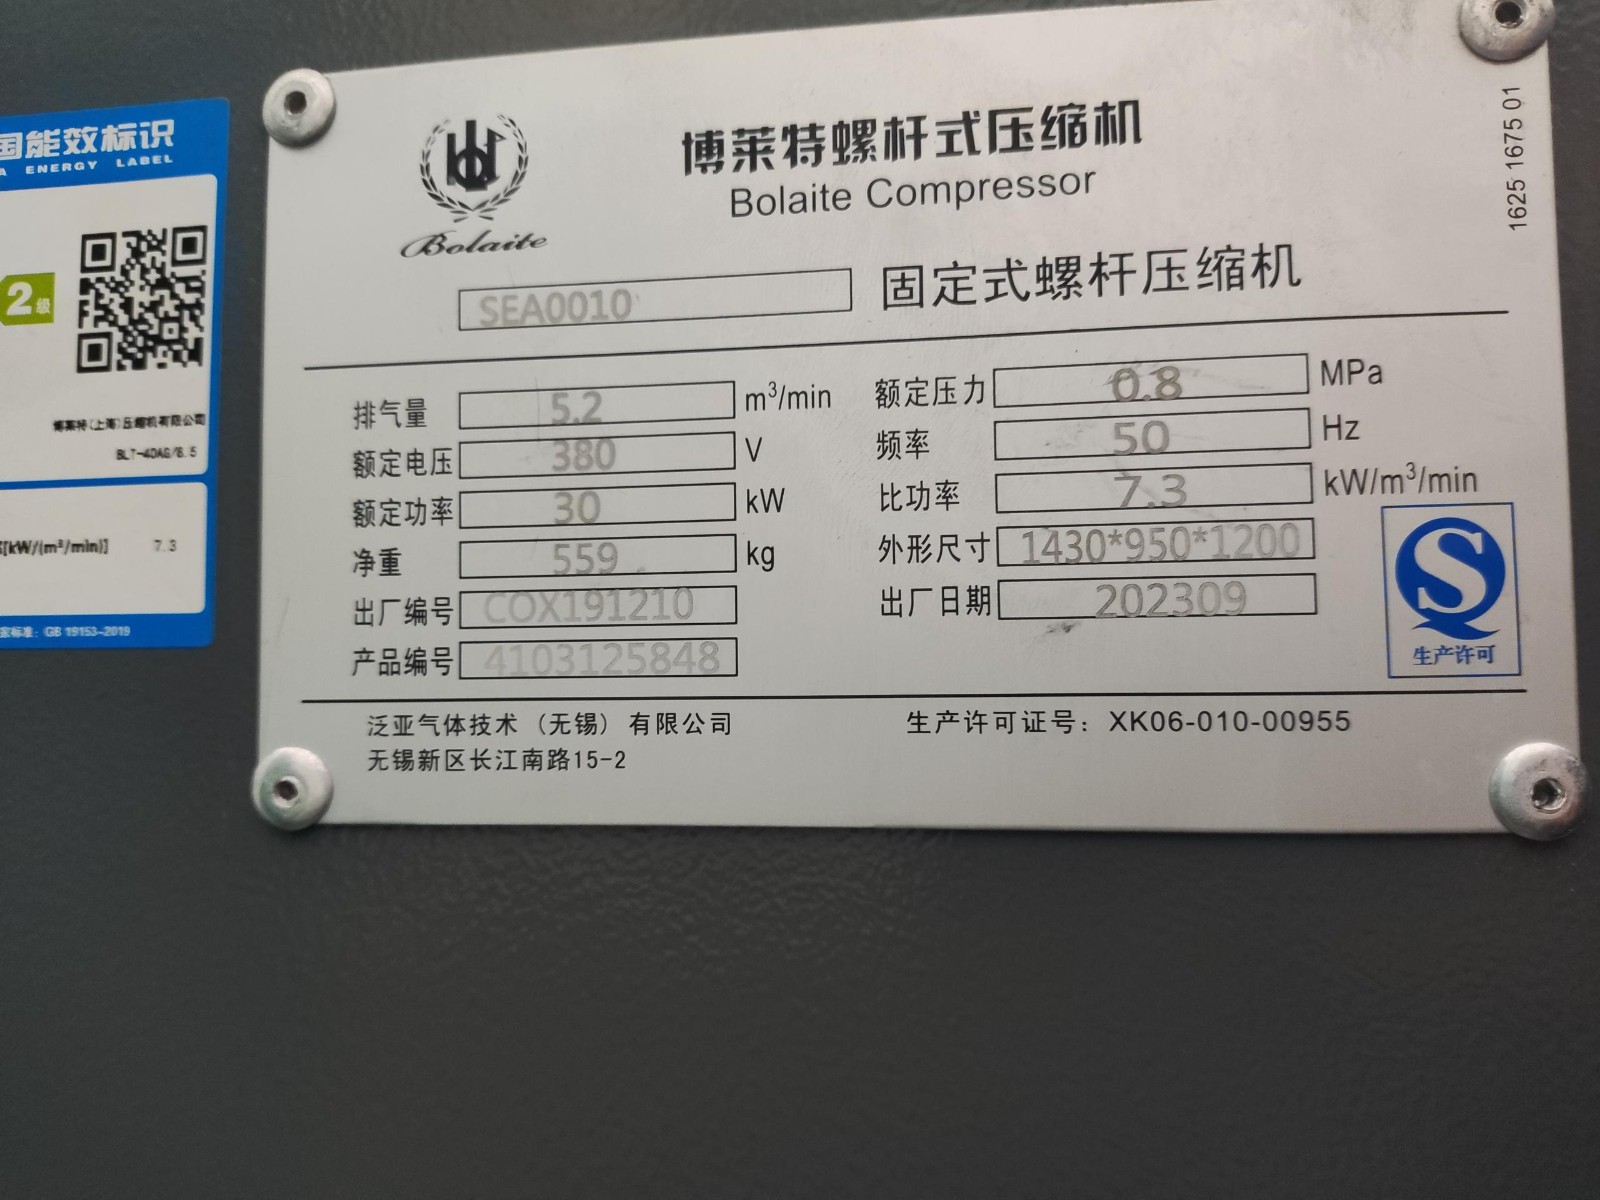 国能效标识
A ENERGY LABEL
2级
博莱特(上海)压缩机有限公司
BLT-40AG/8.5
[kW/(m³/min)] 7.3
家标准：GB 19153-2019
Bolaite
博莱特螺杆式压缩机
Bolaite Compressor
1625 1675 01
SEA0010 固定式螺杆压缩机
排气量 5.2 m³/min 额定压力 0.8 MPa
额定电压 380 V 频率 50 Hz
额定功率 30 kW 比功率 7.3 kW/m³/min
净重 559 kg 外形尺寸 1430*950*1200
出厂编号 COX191210 出厂日期 202309
产品编号 4103125848
生产许可
泛亚气体技术（无锡）有限公司 生产许可证号：XK06-010-00955
无锡新区长江南路15-2